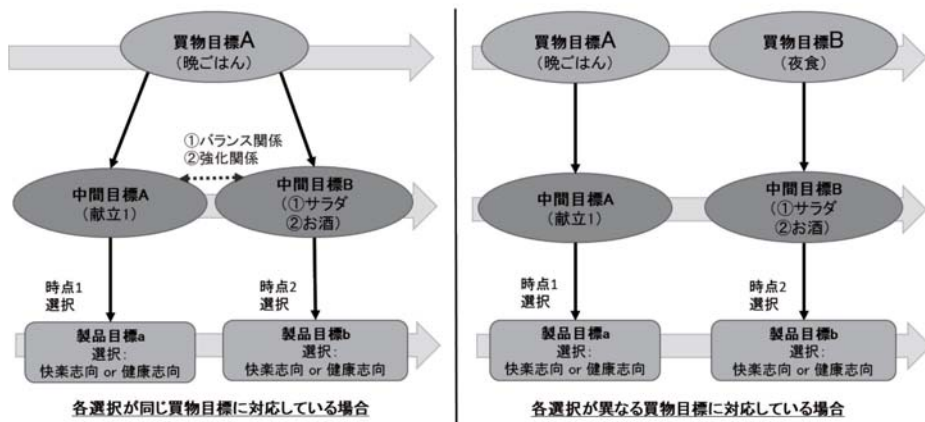 買物目標A
(晩ごはん)
①バランス関係
②強化関係
中間目標A
(献立1)
中間目標B
(①サラダ
②お酒)
時点1
選択
時点2
選択
製品目標a
選択:
快楽志向 or 健康志向
製品目標b
選択:
快楽志向 or 健康志向
各選択が同じ買物目標に対応している場合
買物目標A
(晩ごはん)
買物目標B
(夜食)
中間目標A
(献立1)
中間目標B
(①サラダ
②お酒)
時点1
選択
時点2
選択
製品目標a
選択:
快楽志向 or 健康志向
製品目標b
選択:
快楽志向 or 健康志向
各選択が異なる買物目標に対応している場合